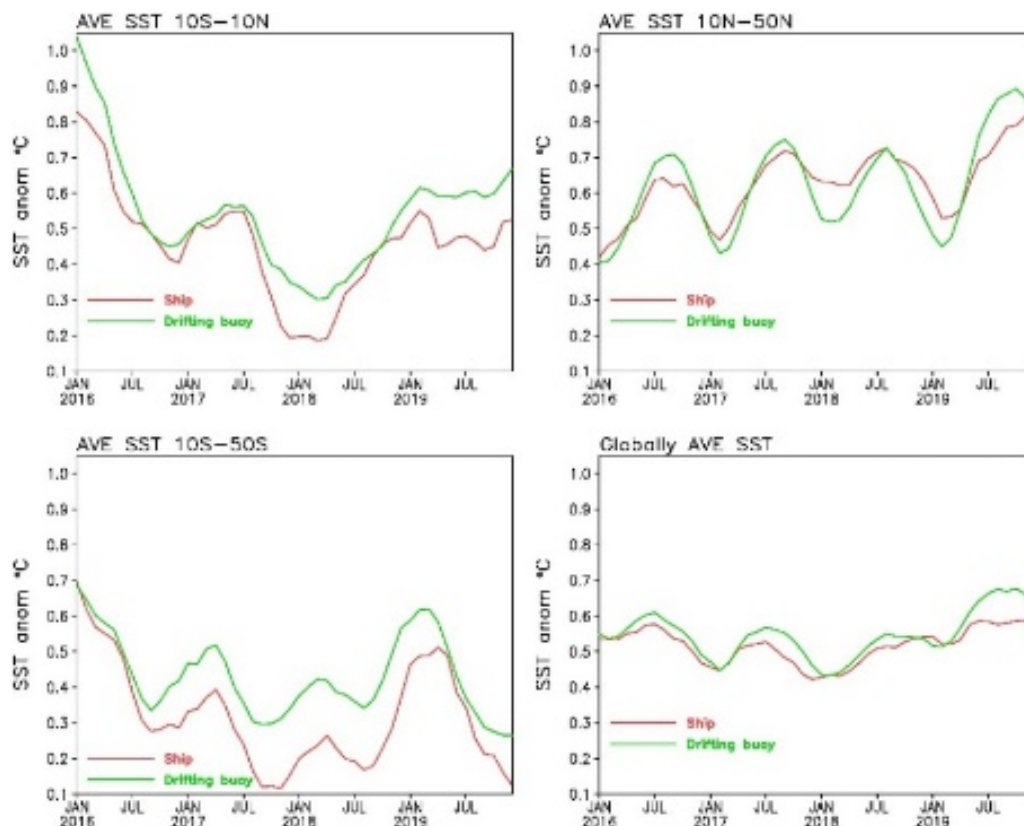 AVE SST 10S-10N
SST anom °C
1.0
0.9
0.8
0.7
0.6
0.5
0.4
0.3
0.2
0.1
Ship
Drifting buoy
JAN JUL JAN JUL JAN JUL JAN JUL
2016 2017 2018 2019
AVE SST 10N-50N
SST anom °C
1.0
0.9
0.8
0.7
0.6
0.5
0.4
0.3
0.2
0.1
Ship
Drifting buoy
JAN JUL JAN JUL JAN JUL JAN JUL
2016 2017 2018 2019
AVE SST 10S-50S
SST anom °C
1.0
0.9
0.8
0.7
0.6
0.5
0.4
0.3
0.2
0.1
Ship
Drifting buoy
JAN JUL JAN JUL JAN JUL JAN JUL
2016 2017 2018 2019
Globally AVE SST
SST anom °C
1.0
0.9
0.8
0.7
0.6
0.5
0.4
0.3
0.2
0.1
Ship
Drifting buoy
JAN JUL JAN JUL JAN JUL JAN JUL
2016 2017 2018 2019